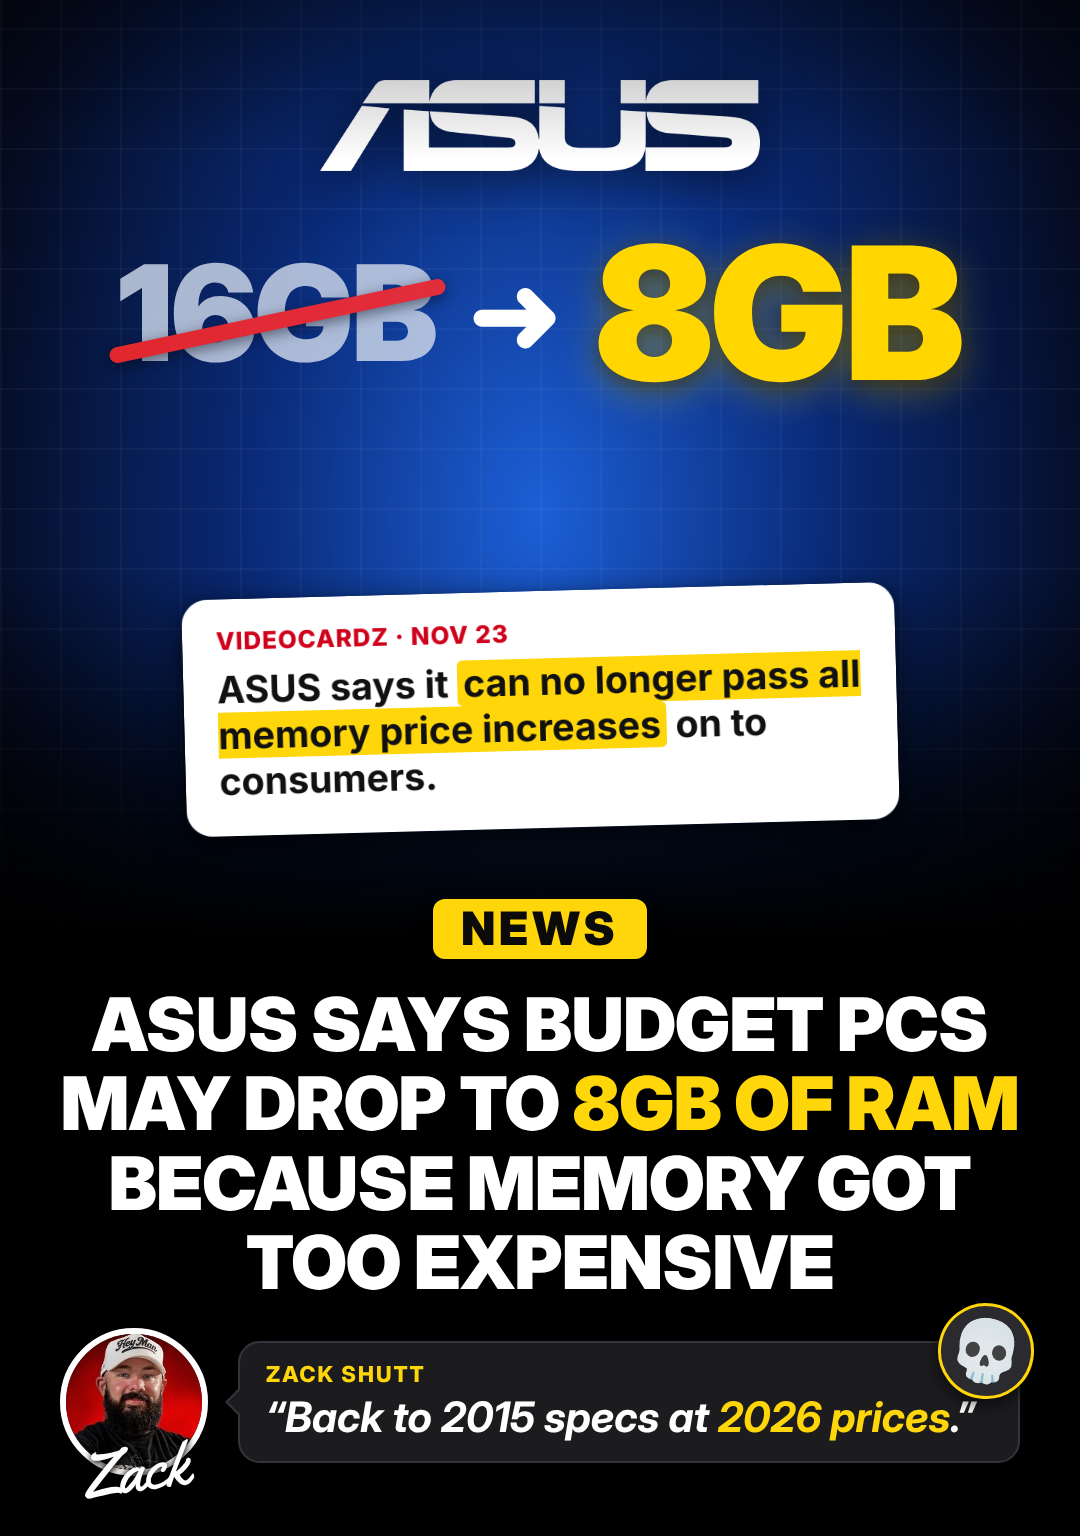 ASUS
16GB → 8GB
VIDEOCARDZ · NOV 23
ASUS says it can no longer pass all
memory price increases on to
consumers.
NEWS
ASUS SAYS BUDGET PCS
MAY DROP TO 8GB OF RAM
BECAUSE MEMORY GOT
TOO EXPENSIVE
Hey Man
ZACK SHUTT
“Back to 2015 specs at 2026 prices.”
Zack